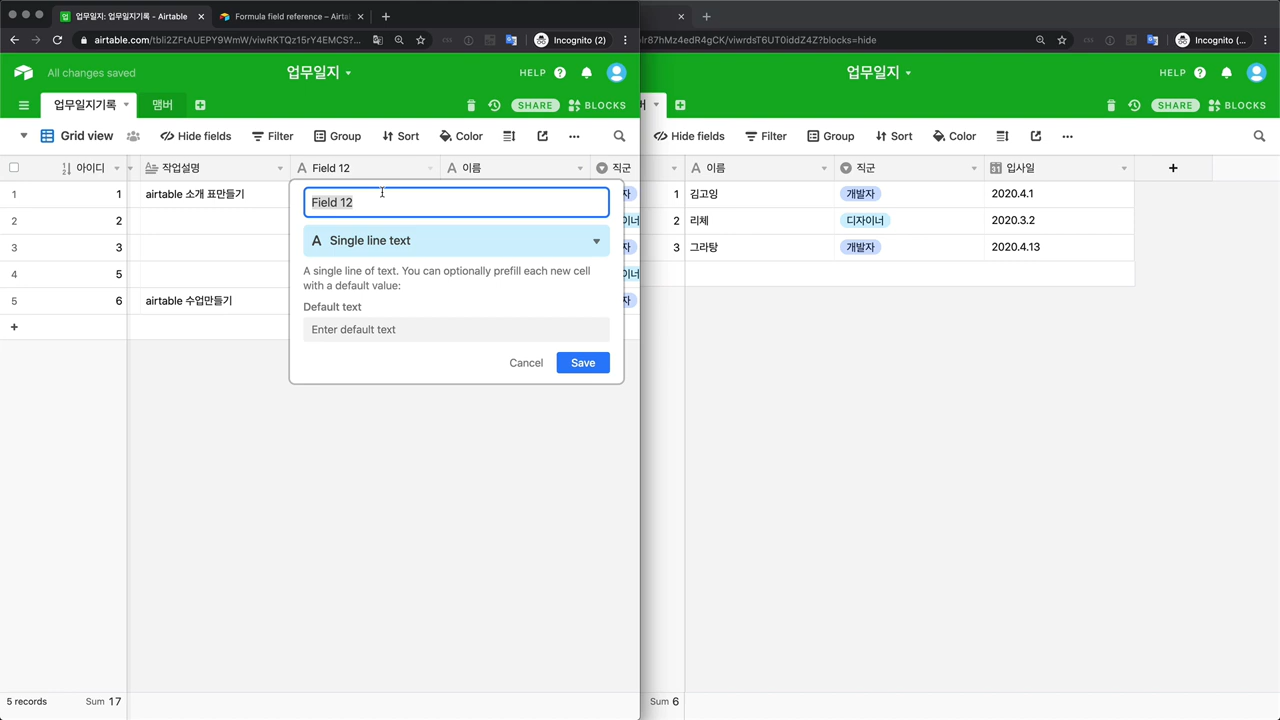 업무일지: 업무일지기록 - Airtable
Formula field reference – Airta
airtable.com/tbli2ZFtAUEPY9WmW/viwRKTQz15rY4EMCS?...
Incognito (2)
lr87hMz4edR4gCK/viwrdsT6UT0iddZ4Z?blocks=hide
Incognito (...
All changes saved
업무일지
HELP
업무일지
HELP
업무일지기록
맴버
SHARE
BLOCKS
SHARE
BLOCKS
Grid view
Hide fields
Filter
Group
Sort
Color
Hide fields
Filter
Group
Sort
Color
아이디
작업설명
Field 12
이름
직군
이름
직군
입사일
1 1 airtable 소개 표만들기
1 김고잉 개발자 2020.4.1
2 2
2 리체 디자이너 2020.3.2
3 3
3 그라탕 개발자 2020.4.13
4 5
5 6 airtable 수업만들기
Field 12
Single line text
A single line of text. You can optionally prefill each new cell
with a default value:
Default text
Enter default text
Cancel
Save
5 records
Sum 17
Sum 6